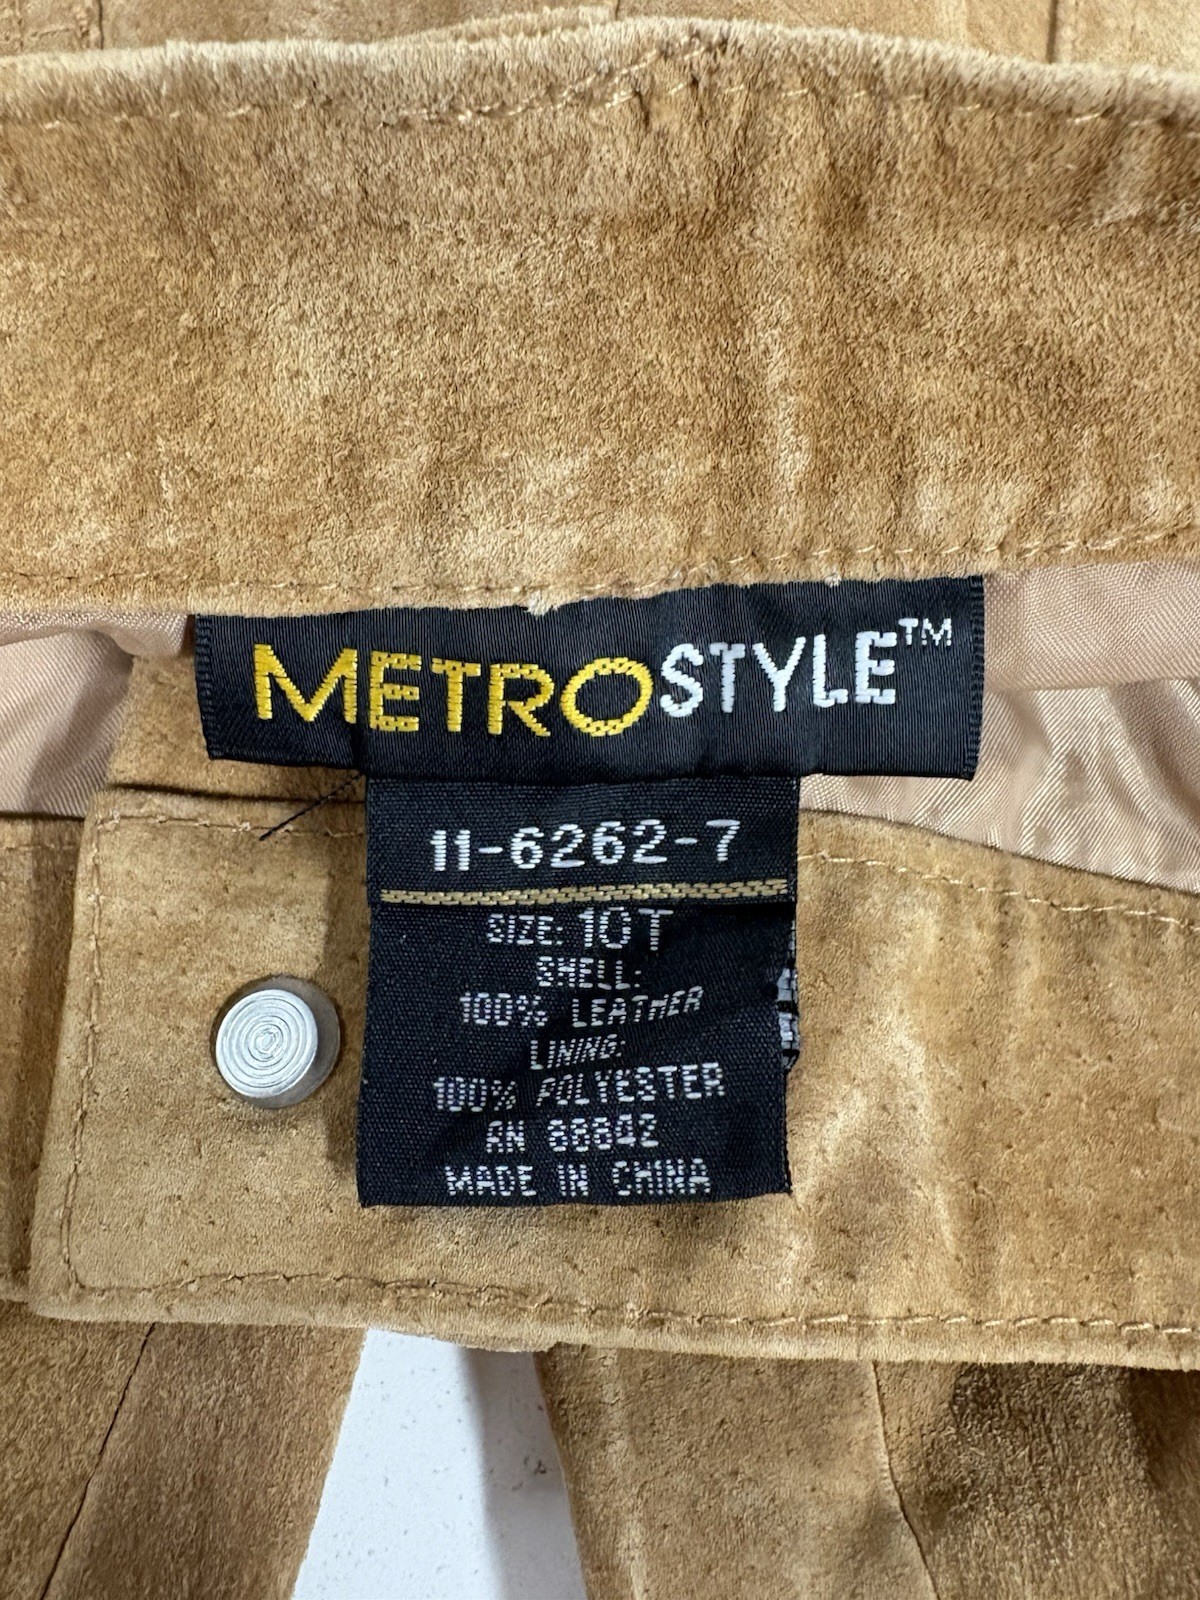 METROSTYLE™
11-6262-7
SIZE: 10T
SHELL:
100% LEATHER
LINING:
100% POLYESTER
RN 88842
MADE IN CHINA